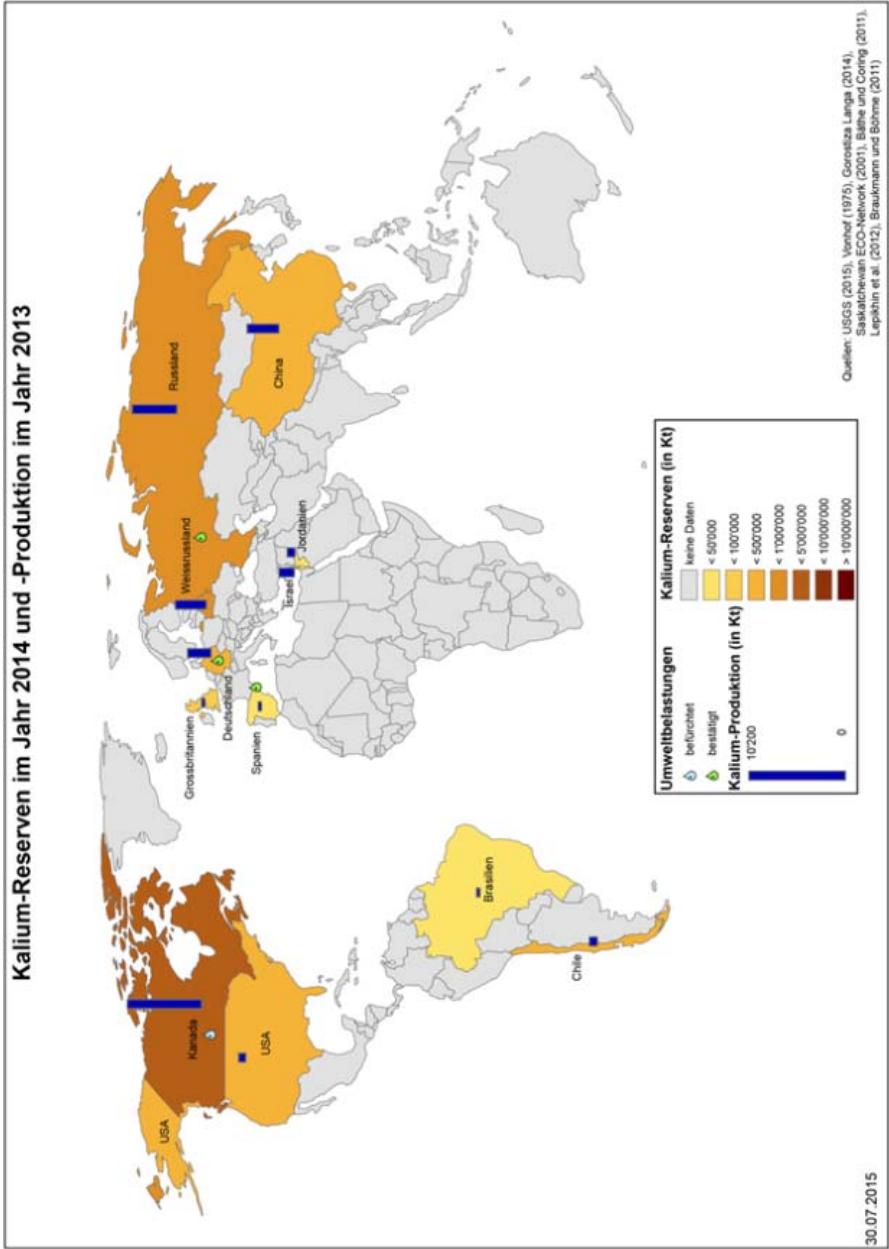 Kalium-Reserven im Jahr 2014 und -Produktion im Jahr 2013
USA
Kanada
USA
Grossbritannien
Deutschland
Spanien
Weissrussland
Russland
China
Israel
Jordanien
Brasilien
Chile
Umweltbelastungen
befürchtet
bestätigt
Kalium-Produktion (in Kt)
10'200
0
Kalium-Reserven (in Kt)
keine Daten
< 50'000
< 100'000
< 500'000
< 1'000'000
< 5'000'000
< 10'000'000
> 10'000'000
30.07.2015
Quellen: USGS (2015), Vonhof (1975), Gorostiza Langa (2014),
Saskatchewan ECO-Network (2001), Bäthe und Coring (2011),
Lepikhin et al. (2012), Braukmann und Böhme (2011)